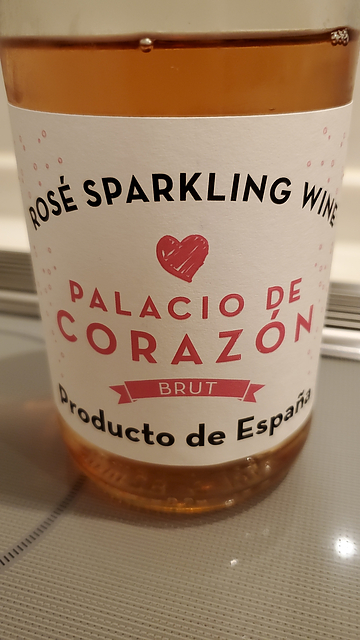 ROSÉ SPARKLING WINE
PALACIO DE
CORAZÓN
BRUT
Producto de España